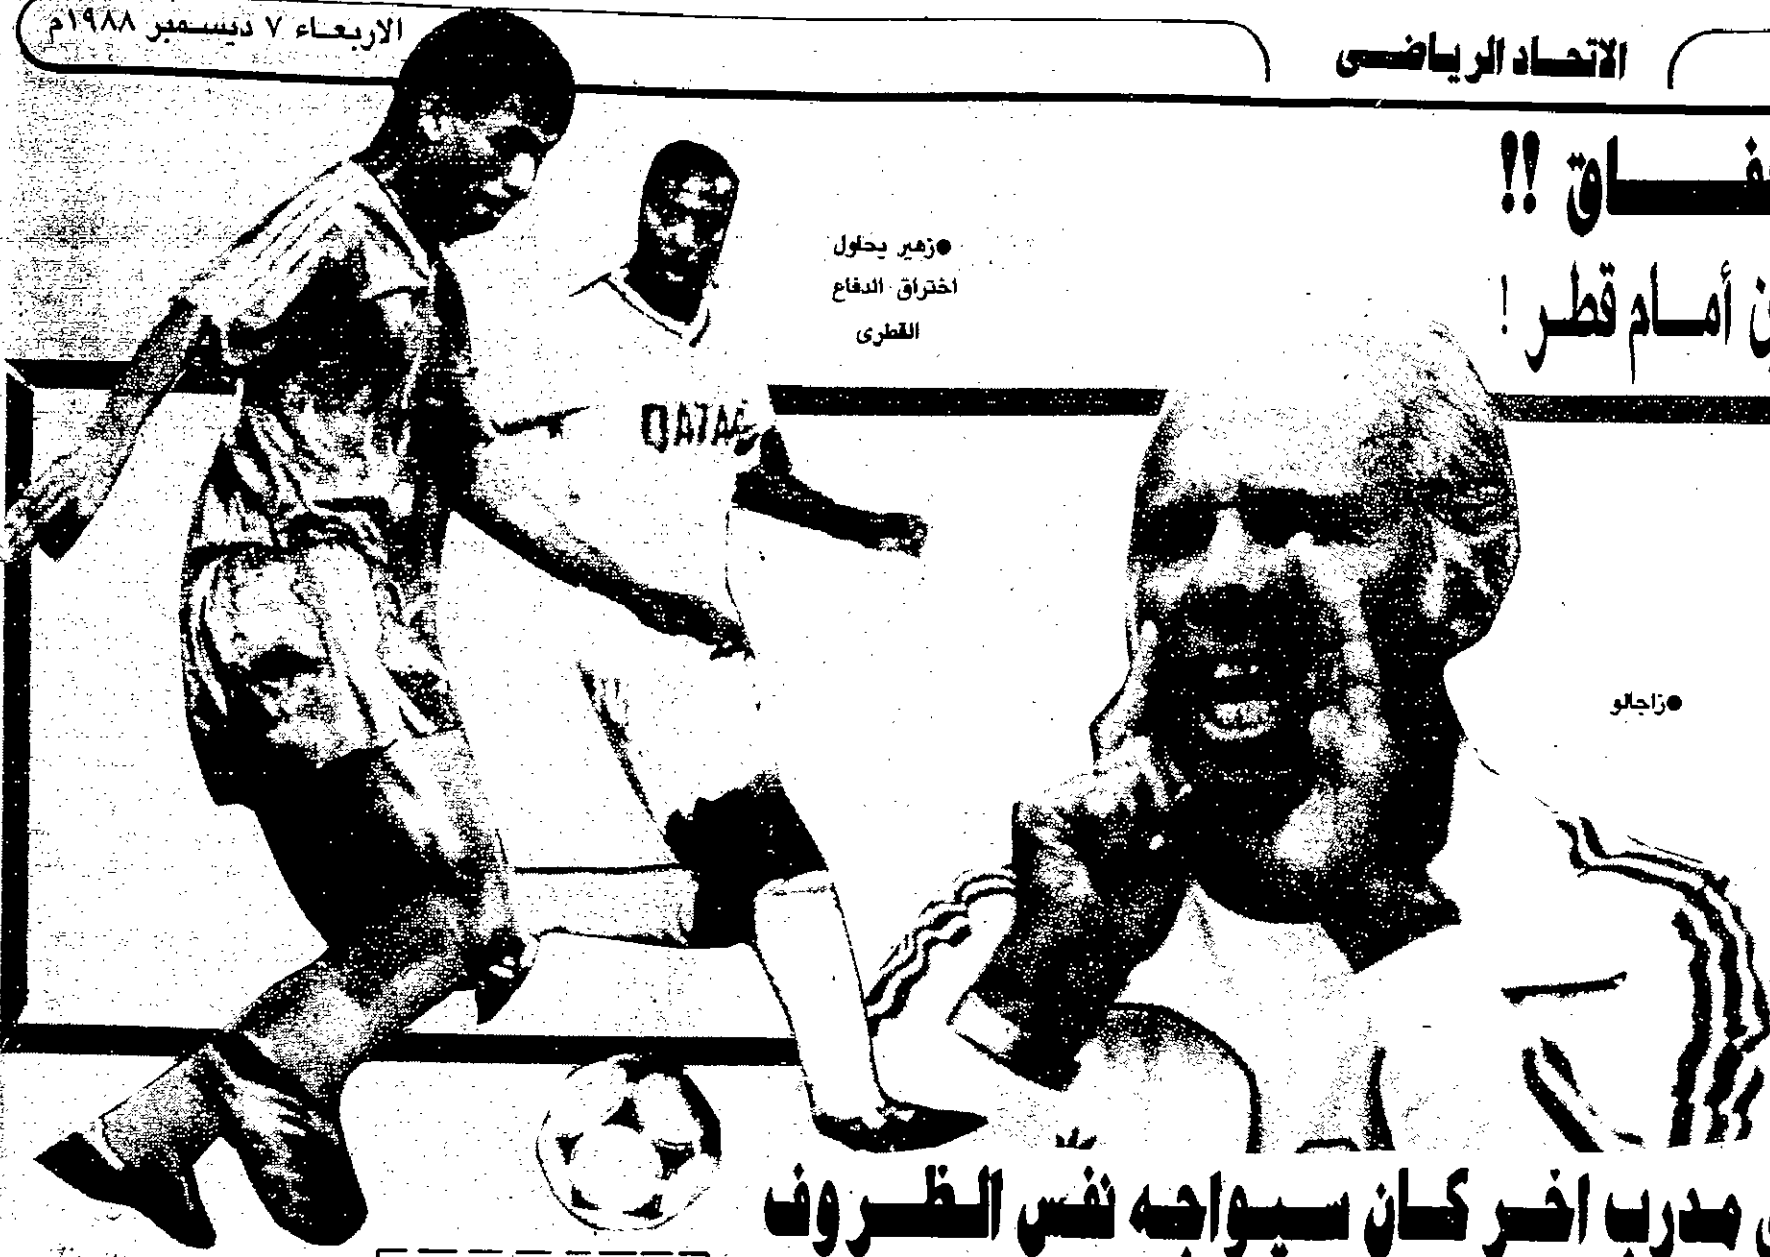 الاتحاد الرياضى
الاربعاء ٧ ديسمبر ١٩٨٨م
!!
أمام قطر !
●زهير يحاول
اختراق الدفاع
القطرى
QATAR
●زاجالو
مدرب اخر كان سيواجه نفس الظروف